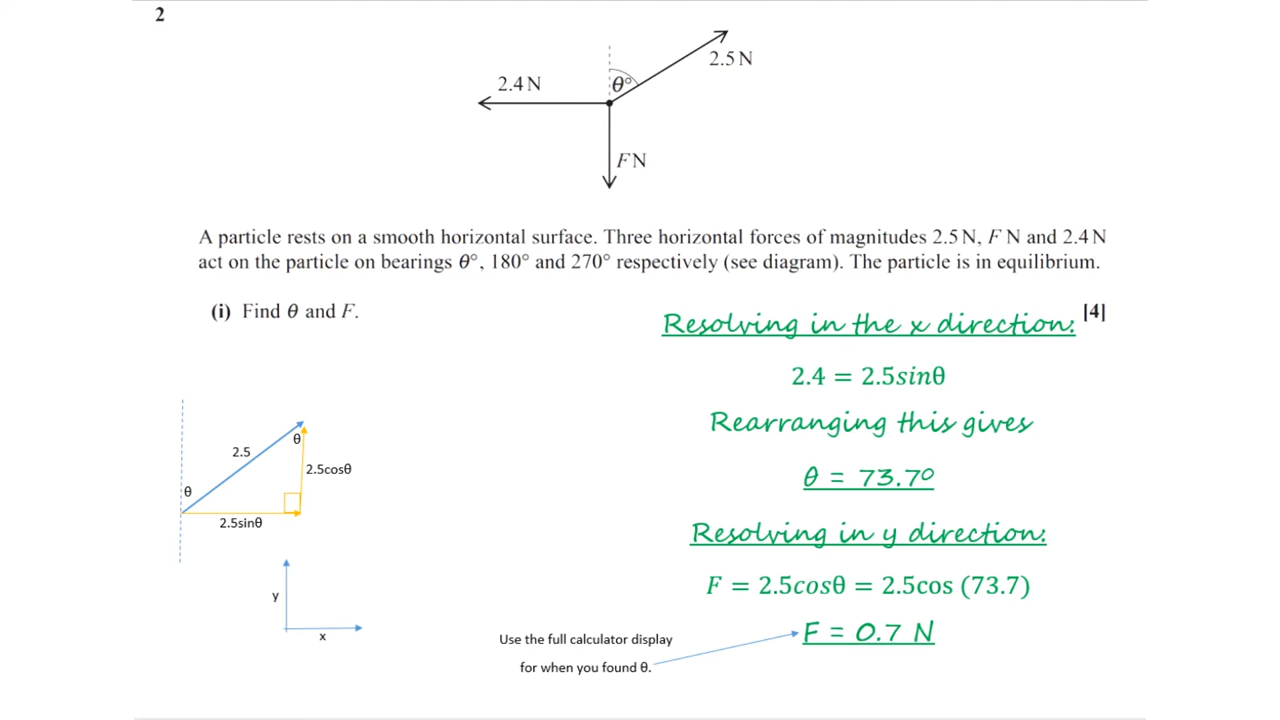 2
2.5 N
2.4 N
θ°
F N
A particle rests on a smooth horizontal surface. Three horizontal forces of magnitudes 2.5 N, F N and 2.4 N
act on the particle on bearings θ°, 180° and 270° respectively (see diagram). The particle is in equilibrium.
(i) Find θ and F.
[4]
Resolving in the x direction:
2.4 = 2.5sinθ
Rearranging this gives
θ = 73.7°
Resolving in y direction:
F = 2.5cosθ = 2.5cos (73.7)
F = 0.7 N
2.5
θ
2.5cosθ
θ
2.5sinθ
y
x
Use the full calculator display
for when you found θ.